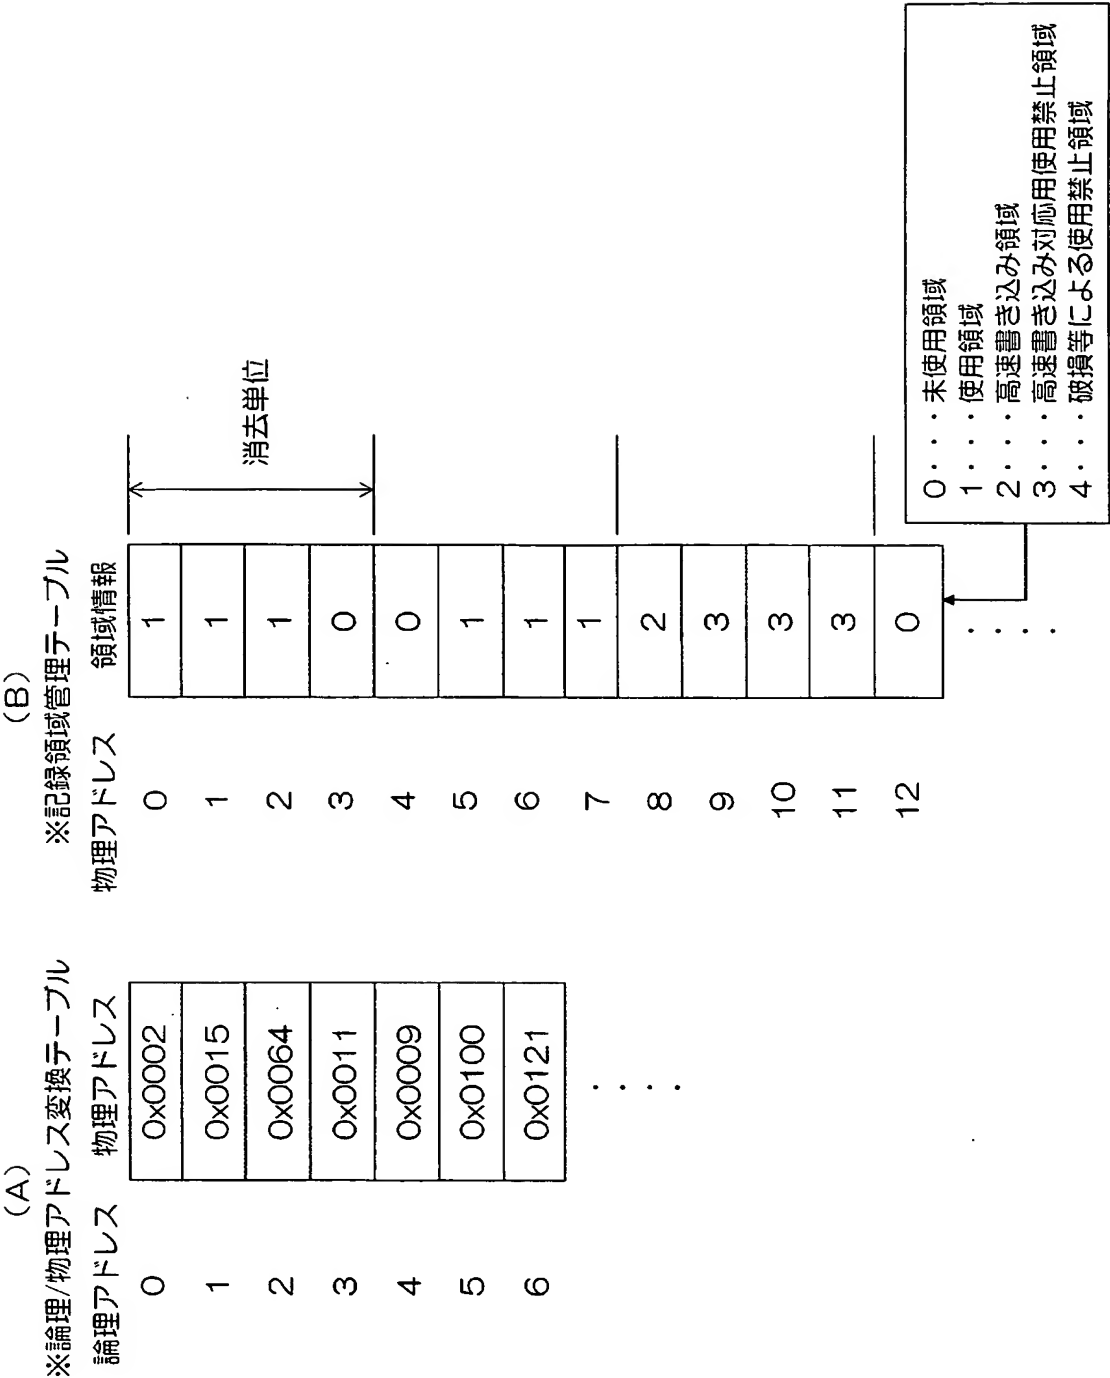 (A)
※論理/物理アドレス変換テーブル
論理アドレス 物理アドレス
0 0x0002
1 0x0015
2 0x0064
3 0x0011
4 0x0009
5 0x0100
6 0x0121
・・・・
(B)
※記録領域管理テーブル
物理アドレス 領域情報
0 1
1 1
2 1
3 0
4 0
5 1
6 1
7 1
8 2
9 3
10 3
11 3
12 0
・・・・
消去単位
0・・・未使用領域
1・・・使用領域
2・・・高速書き込み領域
3・・・高速書き込み対応用使用禁止領域
4・・・破損等による使用禁止領域